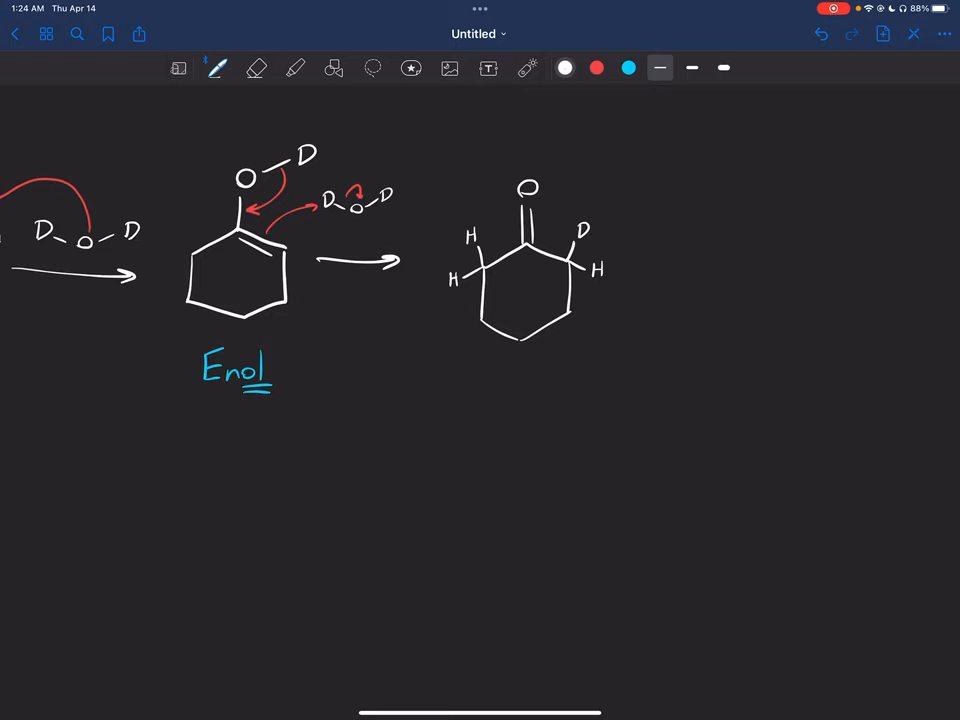 1:24 AM Thu Apr 14
88%
Untitled
T
O D
D O D
D O D
Enol
O
H D
H H